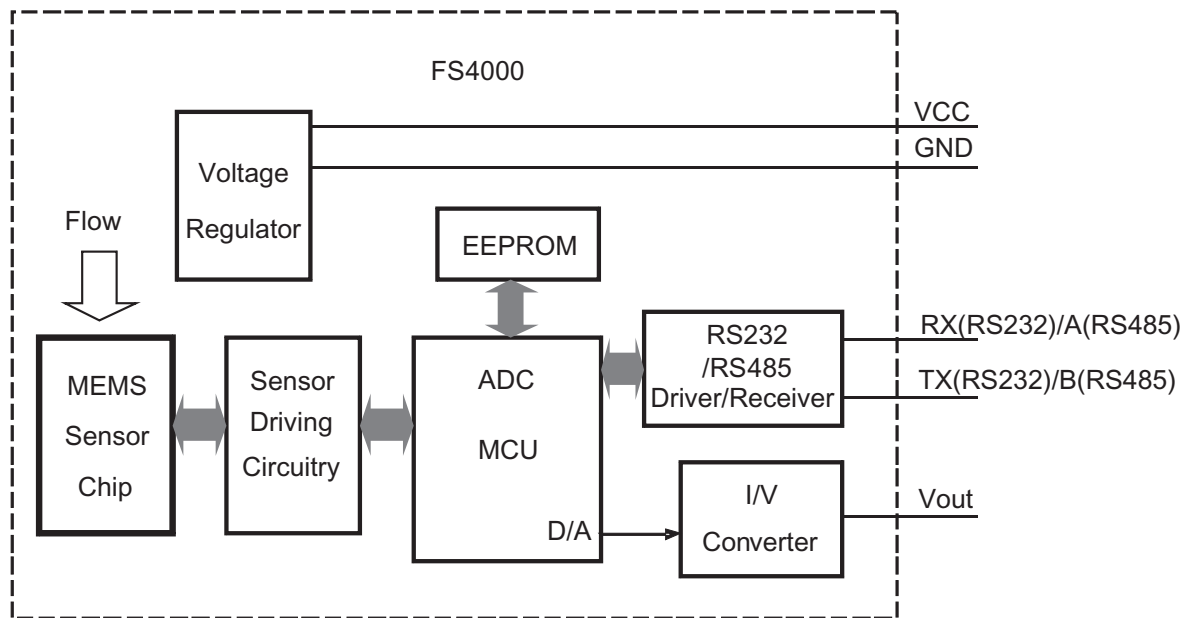 FS4000
VCC
GND
Voltage
Regulator
Flow
EEPROM
MEMS
Sensor
Chip
Sensor
Driving
Circuitry
ADC
MCU
D/A
RS232
/RS485
Driver/Receiver
RX(RS232)/A(RS485)
TX(RS232)/B(RS485)
I/V
Converter
Vout